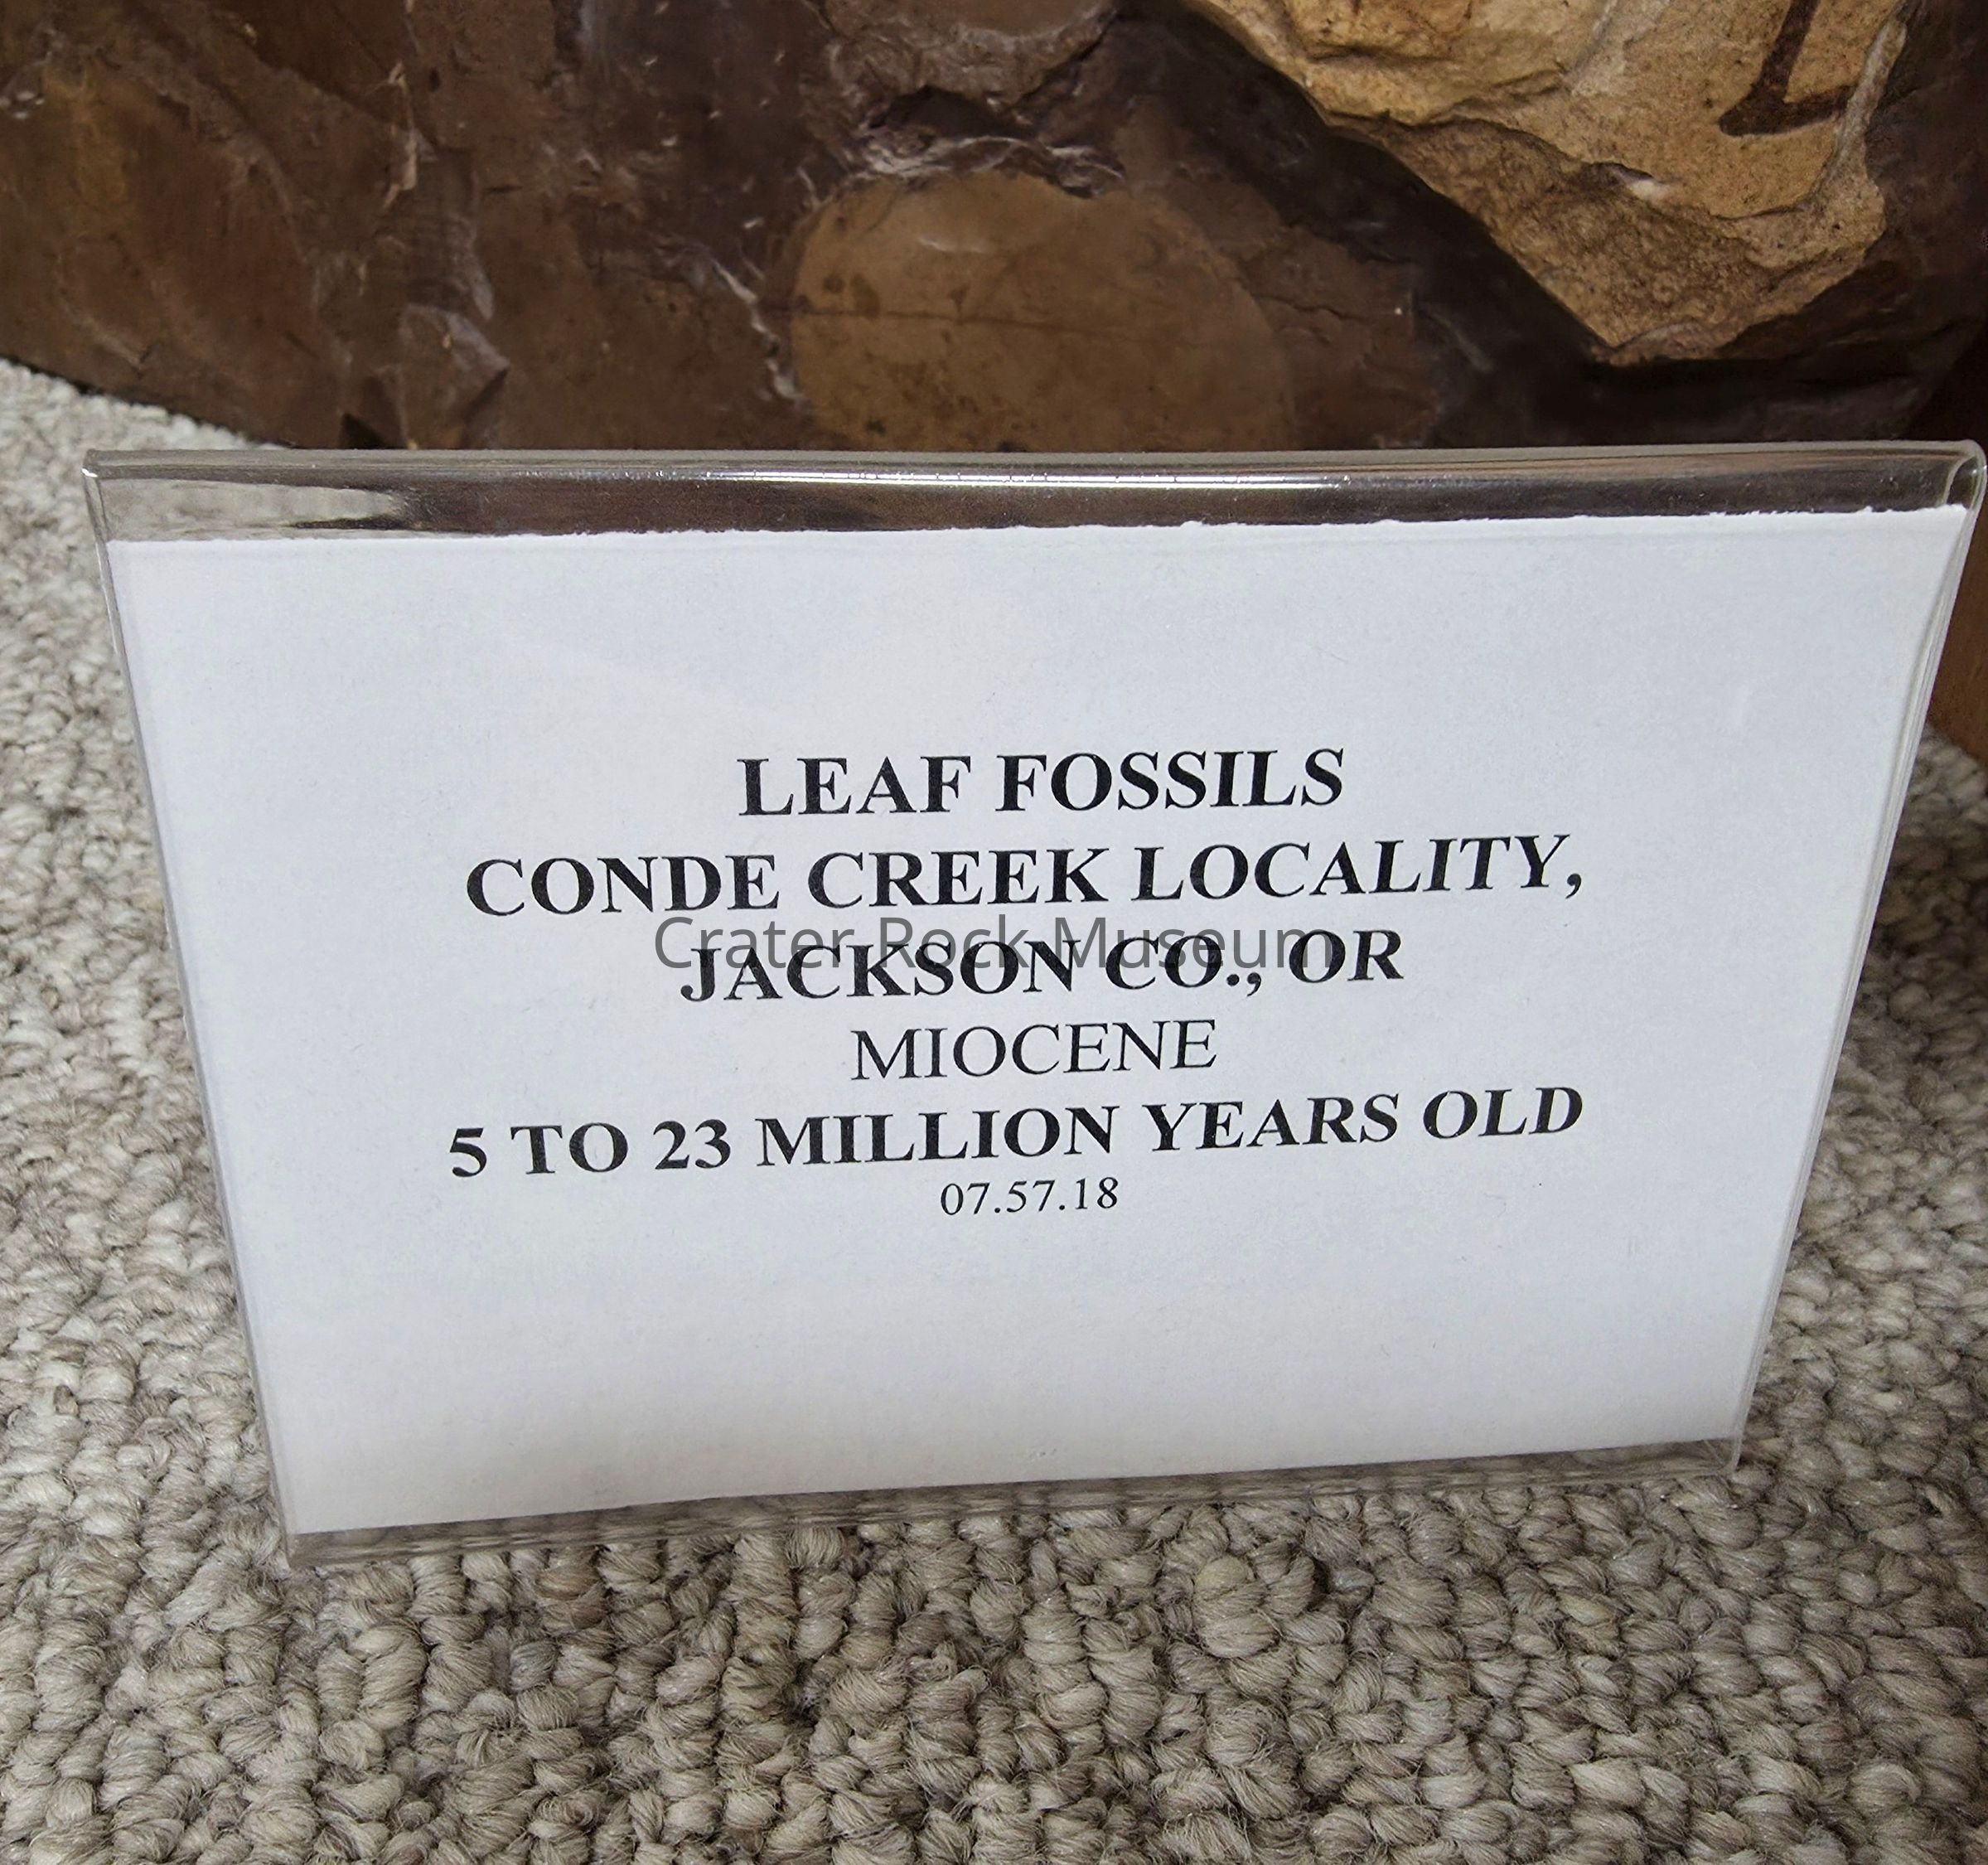 LEAF FOSSILS
CONDE CREEK LOCALITY,
Crater Rock Museum
JACKSON CO., OR
MIOCENE
5 TO 23 MILLION YEARS OLD
07.57.18